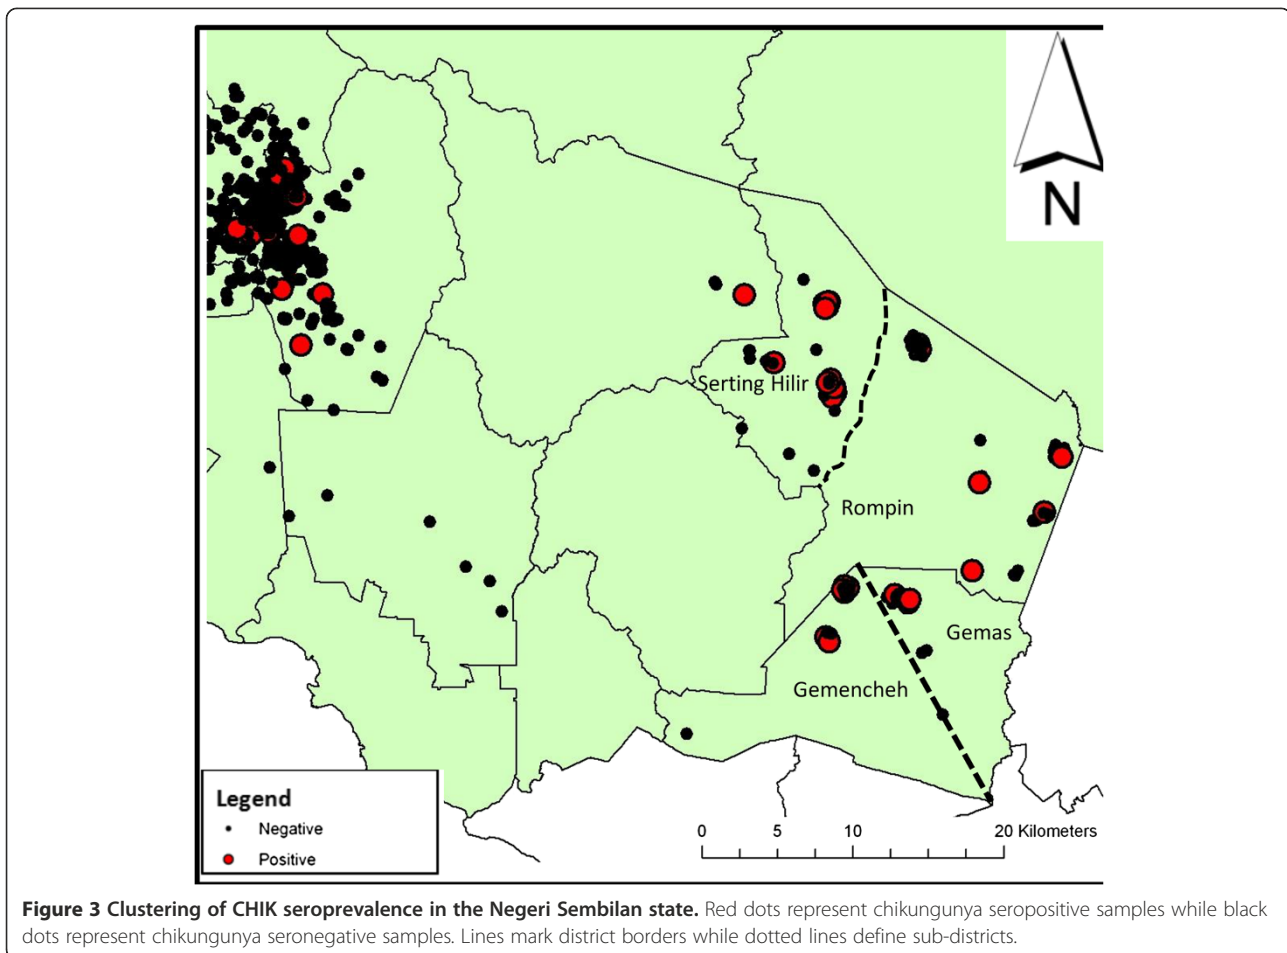 N
Serting Hilir
Rompin
Gemas
Gemencheh
Legend
Negative
Positive
0 5 10 20 Kilometers
Figure 3 Clustering of CHIK seroprevalence in the Negeri Sembilan state. Red dots represent chikungunya seropositive samples while black
dots represent chikungunya seronegative samples. Lines mark district borders while dotted lines define sub-districts.